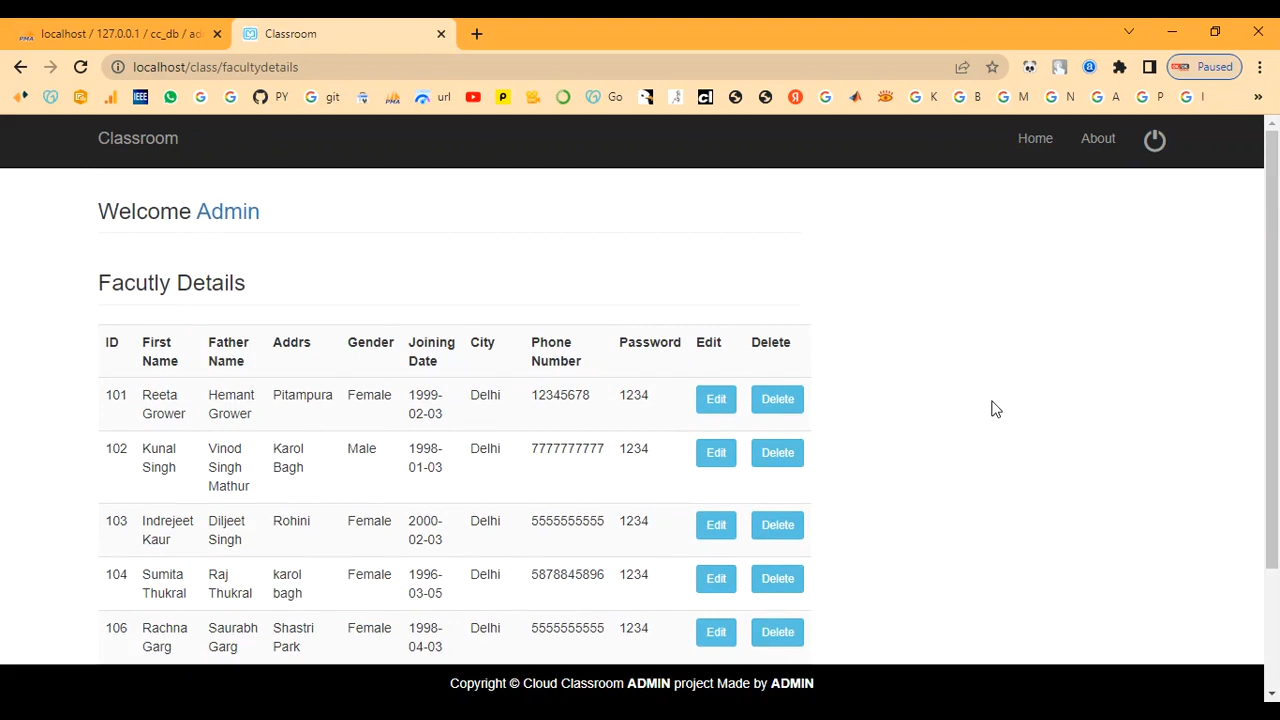 localhost / 127.0.0.1 / cc_db / ad
Classroom
localhost/class/facultydetails
Paused
IEEE PY git url P Go K B M N A P I »
Classroom Home About
Welcome Admin
Facutly Details
ID First Name Father Name Addrs Gender Joining Date City Phone Number Password Edit Delete
101 Reeta Grower Hemant Grower Pitampura Female 1999-02-03 Delhi 12345678 1234 Edit Delete
102 Kunal Singh Vinod Singh Mathur Karol Bagh Male 1998-01-03 Delhi 7777777777 1234 Edit Delete
103 Indrejeet Kaur Diljeet Singh Rohini Female 2000-02-03 Delhi 5555555555 1234 Edit Delete
104 Sumita Thukral Raj Thukral karol bagh Female 1996-03-05 Delhi 5878845896 1234 Edit Delete
106 Rachna Garg Saurabh Garg Shastri Park Female 1998-04-03 Delhi 5555555555 1234 Edit Delete
Copyright © Cloud Classroom ADMIN project Made by ADMIN